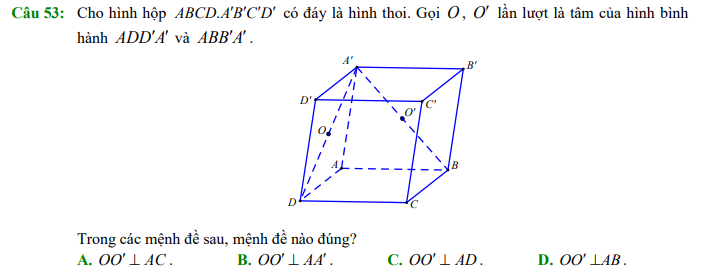 Câu 53: Cho hình hộp ABCD.A'B'C'D' có đáy là hình thoi. Gọi O, O' lần lượt là tâm của hình bình
hành ADD'A' và ABB'A'.
A'
B'
D'
C'
O'
O
A
B
D
C
Trong các mệnh đề sau, mệnh đề nào đúng?
A. OO' ⊥ AC. B. OO' ⊥ AA'. C. OO' ⊥ AD. D. OO' ⊥AB.